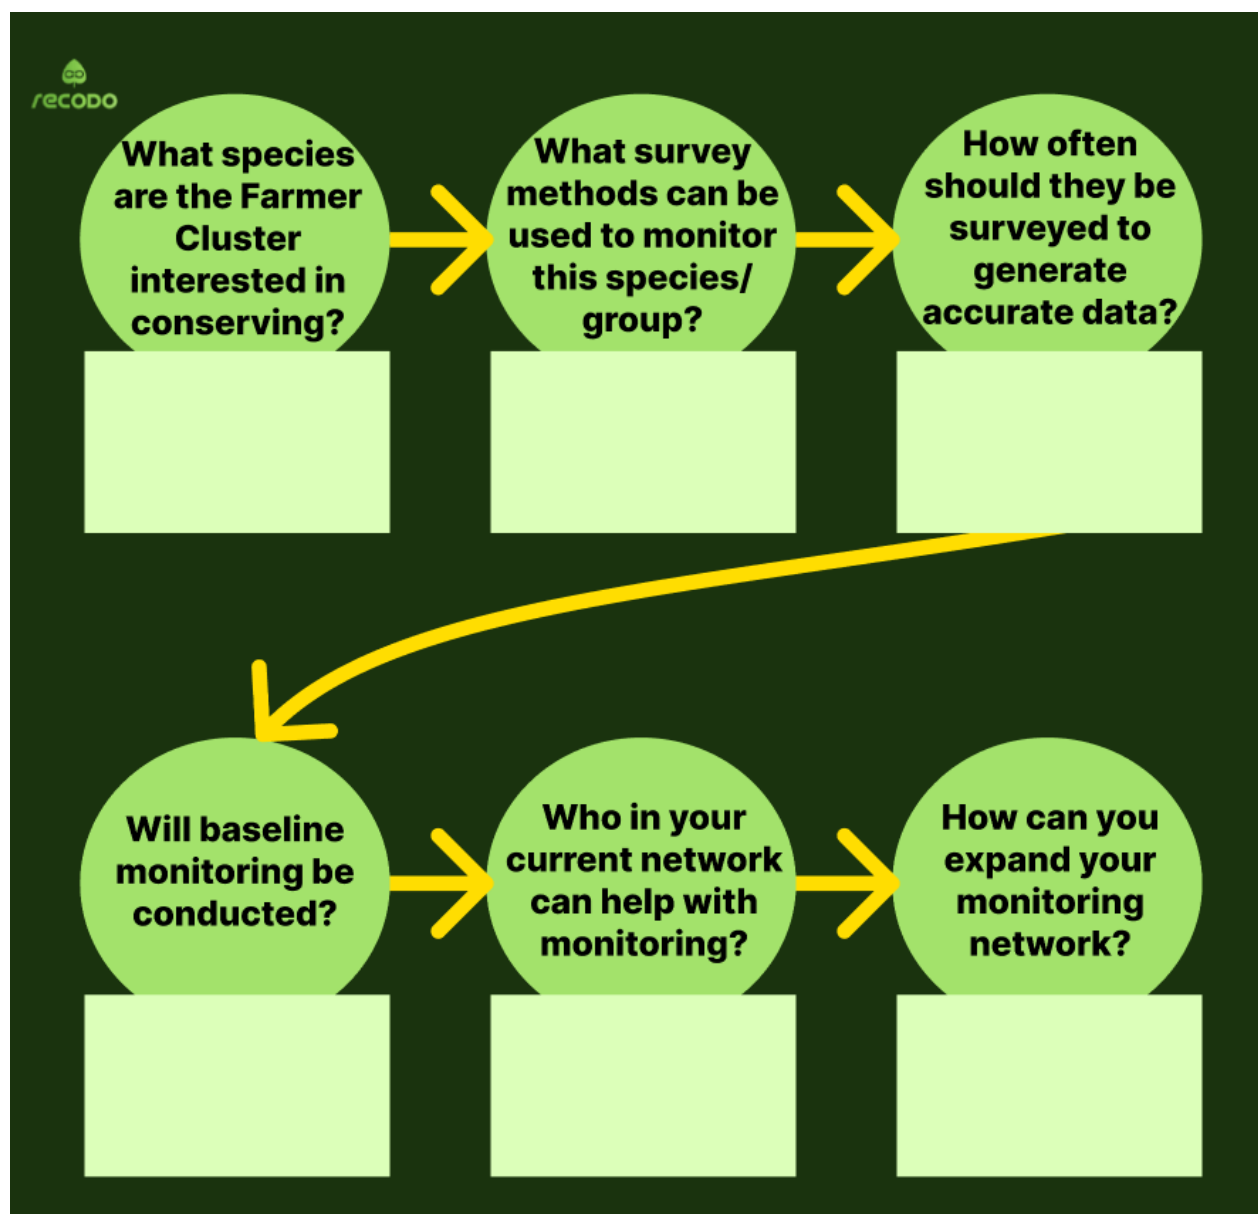 recodo
What species
are the Farmer
Cluster
interested in
conserving?
What survey
methods can be
used to monitor
this species/
group?
How often
should they be
surveyed to
generate
accurate data?
Will baseline
monitoring be
conducted?
Who in your
current network
can help with
monitoring?
How can you
expand your
monitoring
network?